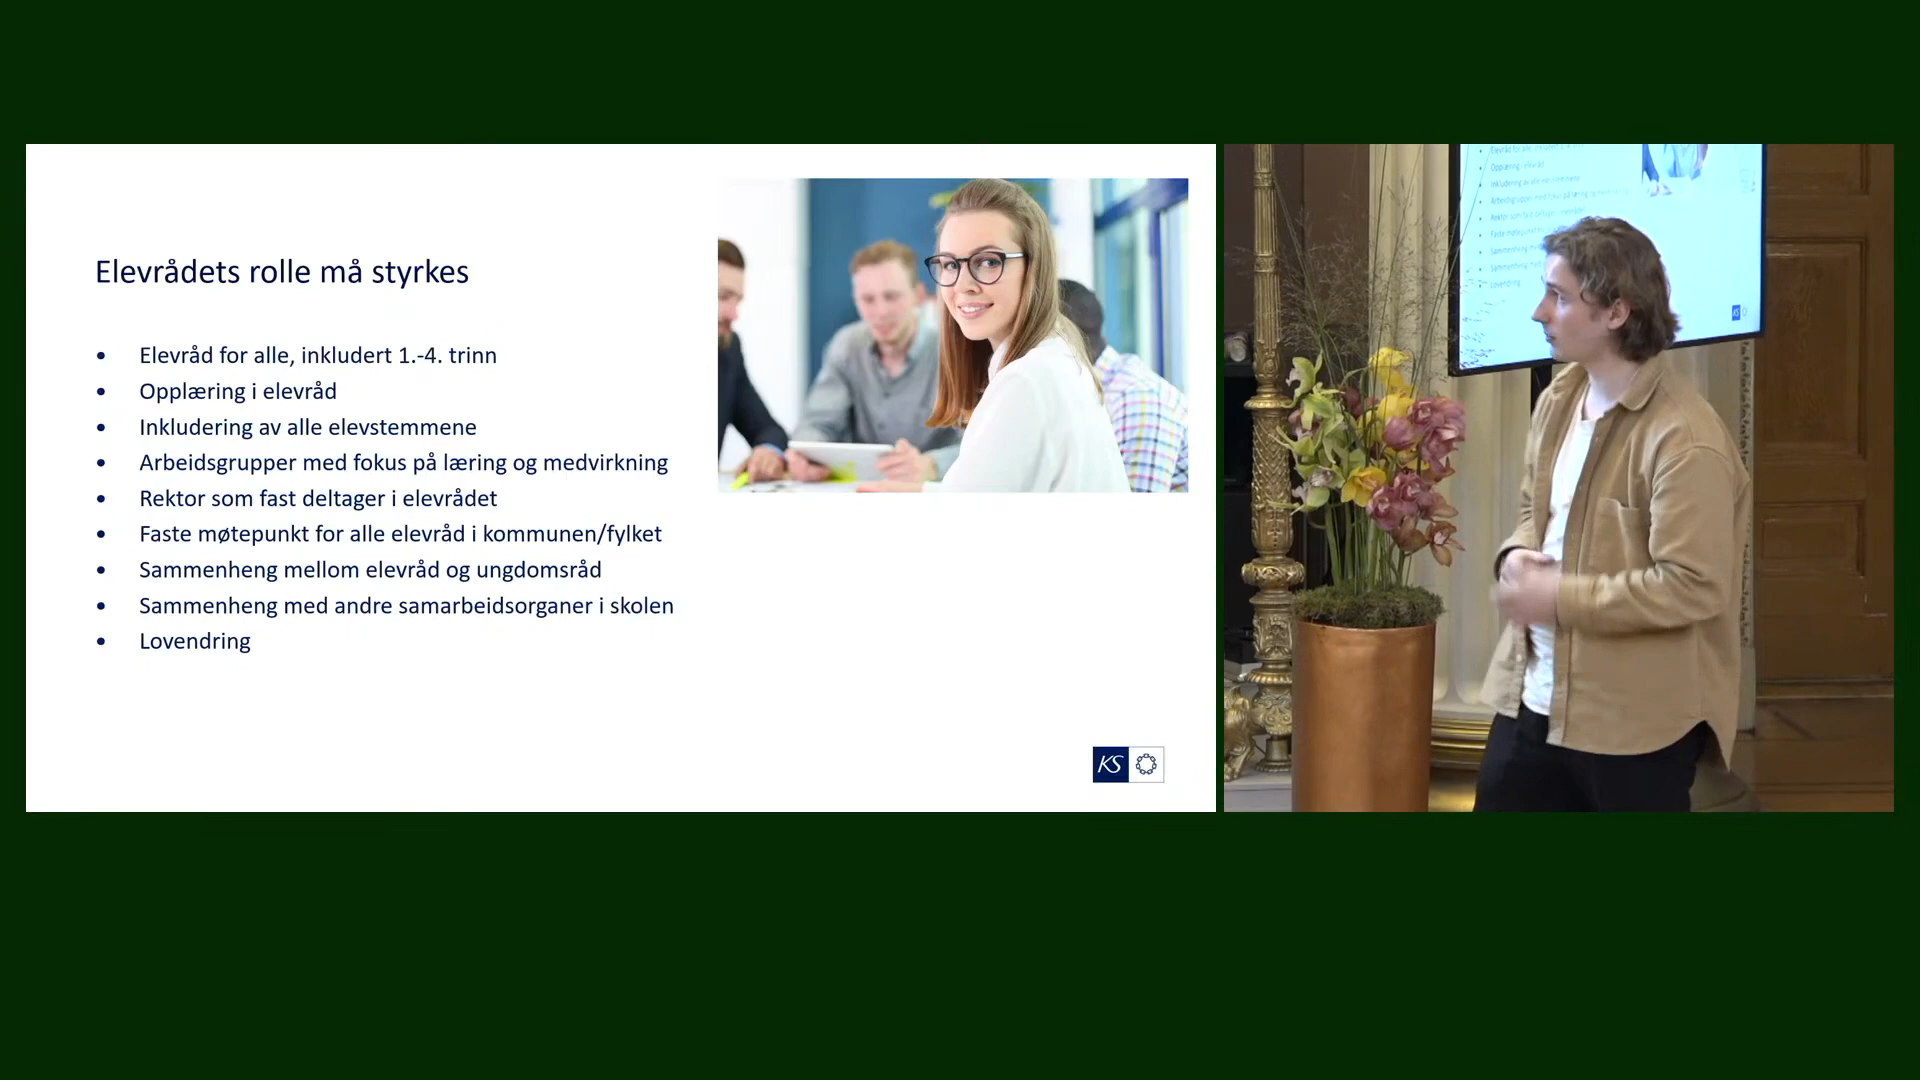 Elevrådets rolle må styrkes
• Elevråd for alle, inkludert 1.-4. trinn
• Opplæring i elevråd
• Inkludering av alle elevstemmene
• Arbeidsgrupper med fokus på læring og medvirkning
• Rektor som fast deltager i elevrådet
• Faste møtepunkt for alle elevråd i kommunen/fylket
• Sammenheng mellom elevråd og ungdomsråd
• Sammenheng med andre samarbeidsorganer i skolen
• Lovendring
KS